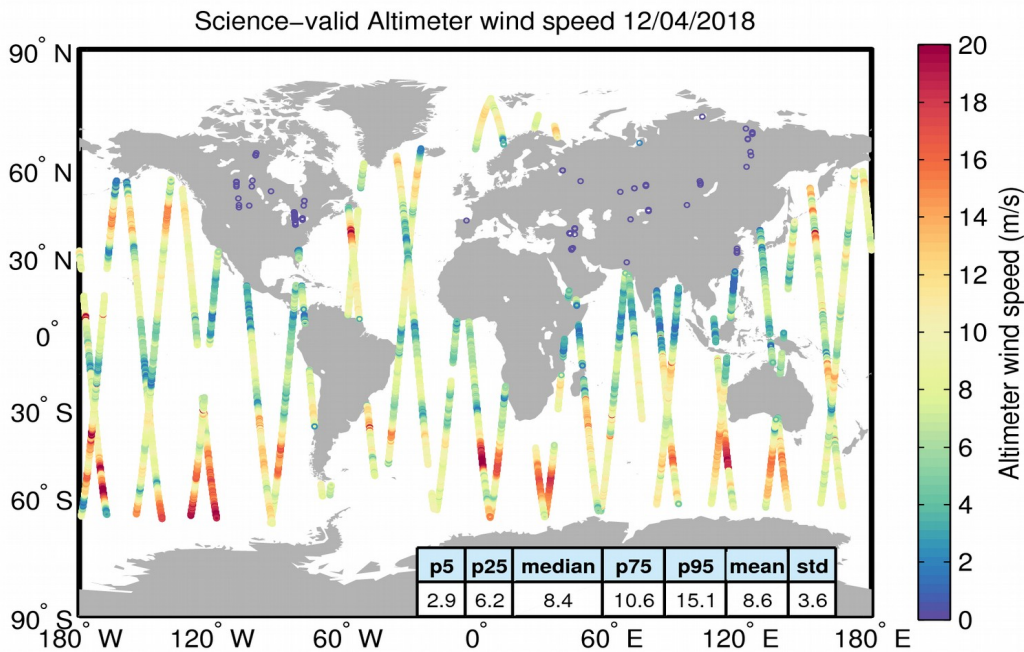 Science−valid Altimeter wind speed 12/04/2018
90° N
60° N
30° N
0°
30° S
60° S
90° S
180° W
120° W
60° W
0°
60° E
120° E
180° E
p5 p25 median p75 p95 mean std
2.9 6.2 8.4 10.6 15.1 8.6 3.6
20
18
16
14
12
10
8
6
4
2
0
Altimeter wind speed (m/s)